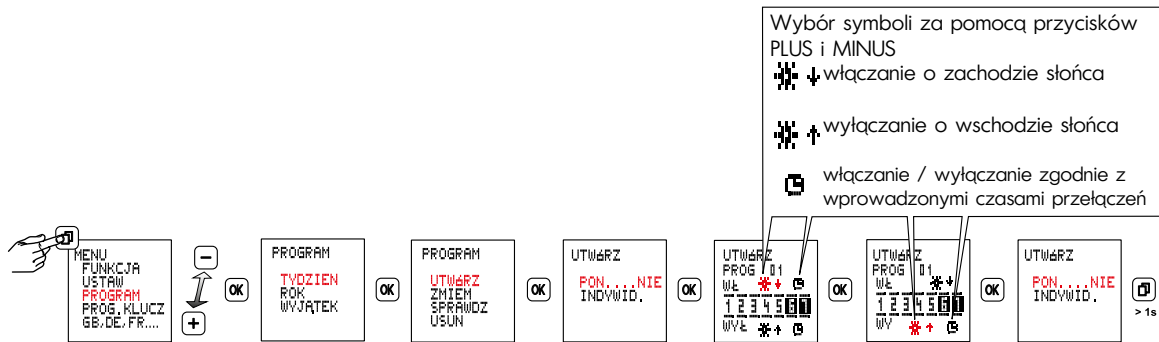 Wybór symboli za pomocą przycisków
PLUS i MINUS
włączanie o zachodzie słońca
wyłączanie o wschodzie słońca
włączanie / wyłączanie zgodnie z
wprowadzonymi czasami przełączeń
MENU
FUNKCJA
USTAW
PROGRAM
PROG.KLUCZ
GB,DE,FR....
OK
PROGRAM
TYDZIEN
ROK
WYJĄTEK
OK
PROGRAM
UTWóRZ
ZMIEM
SPRAWDZ
USUN
OK
UTWóRZ
PON....NIE
INDYWID.
OK
UTWóRZ
PROG 01
WŁ
1 2 3 4 5 6 7
WYŁ
OK
UTWóRZ
PROG 01
WŁ
1 2 3 4 5 6 7
WY
OK
UTWóRZ
PON....NIE
INDYWID.
> 1s